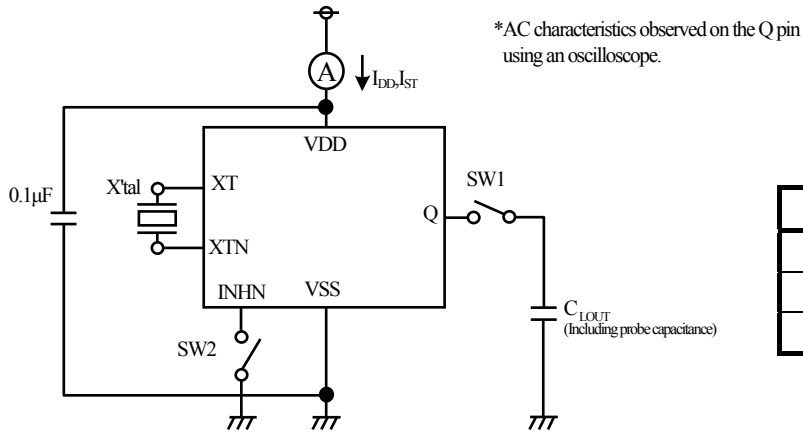 *AC characteristics observed on the Q pin
using an oscilloscope.
A
IDD,IST
VDD
X'tal
XT
SW1
0.1μF
Q
XTN
INHN
VSS
CLOUT
(Including probe capacitance)
SW2